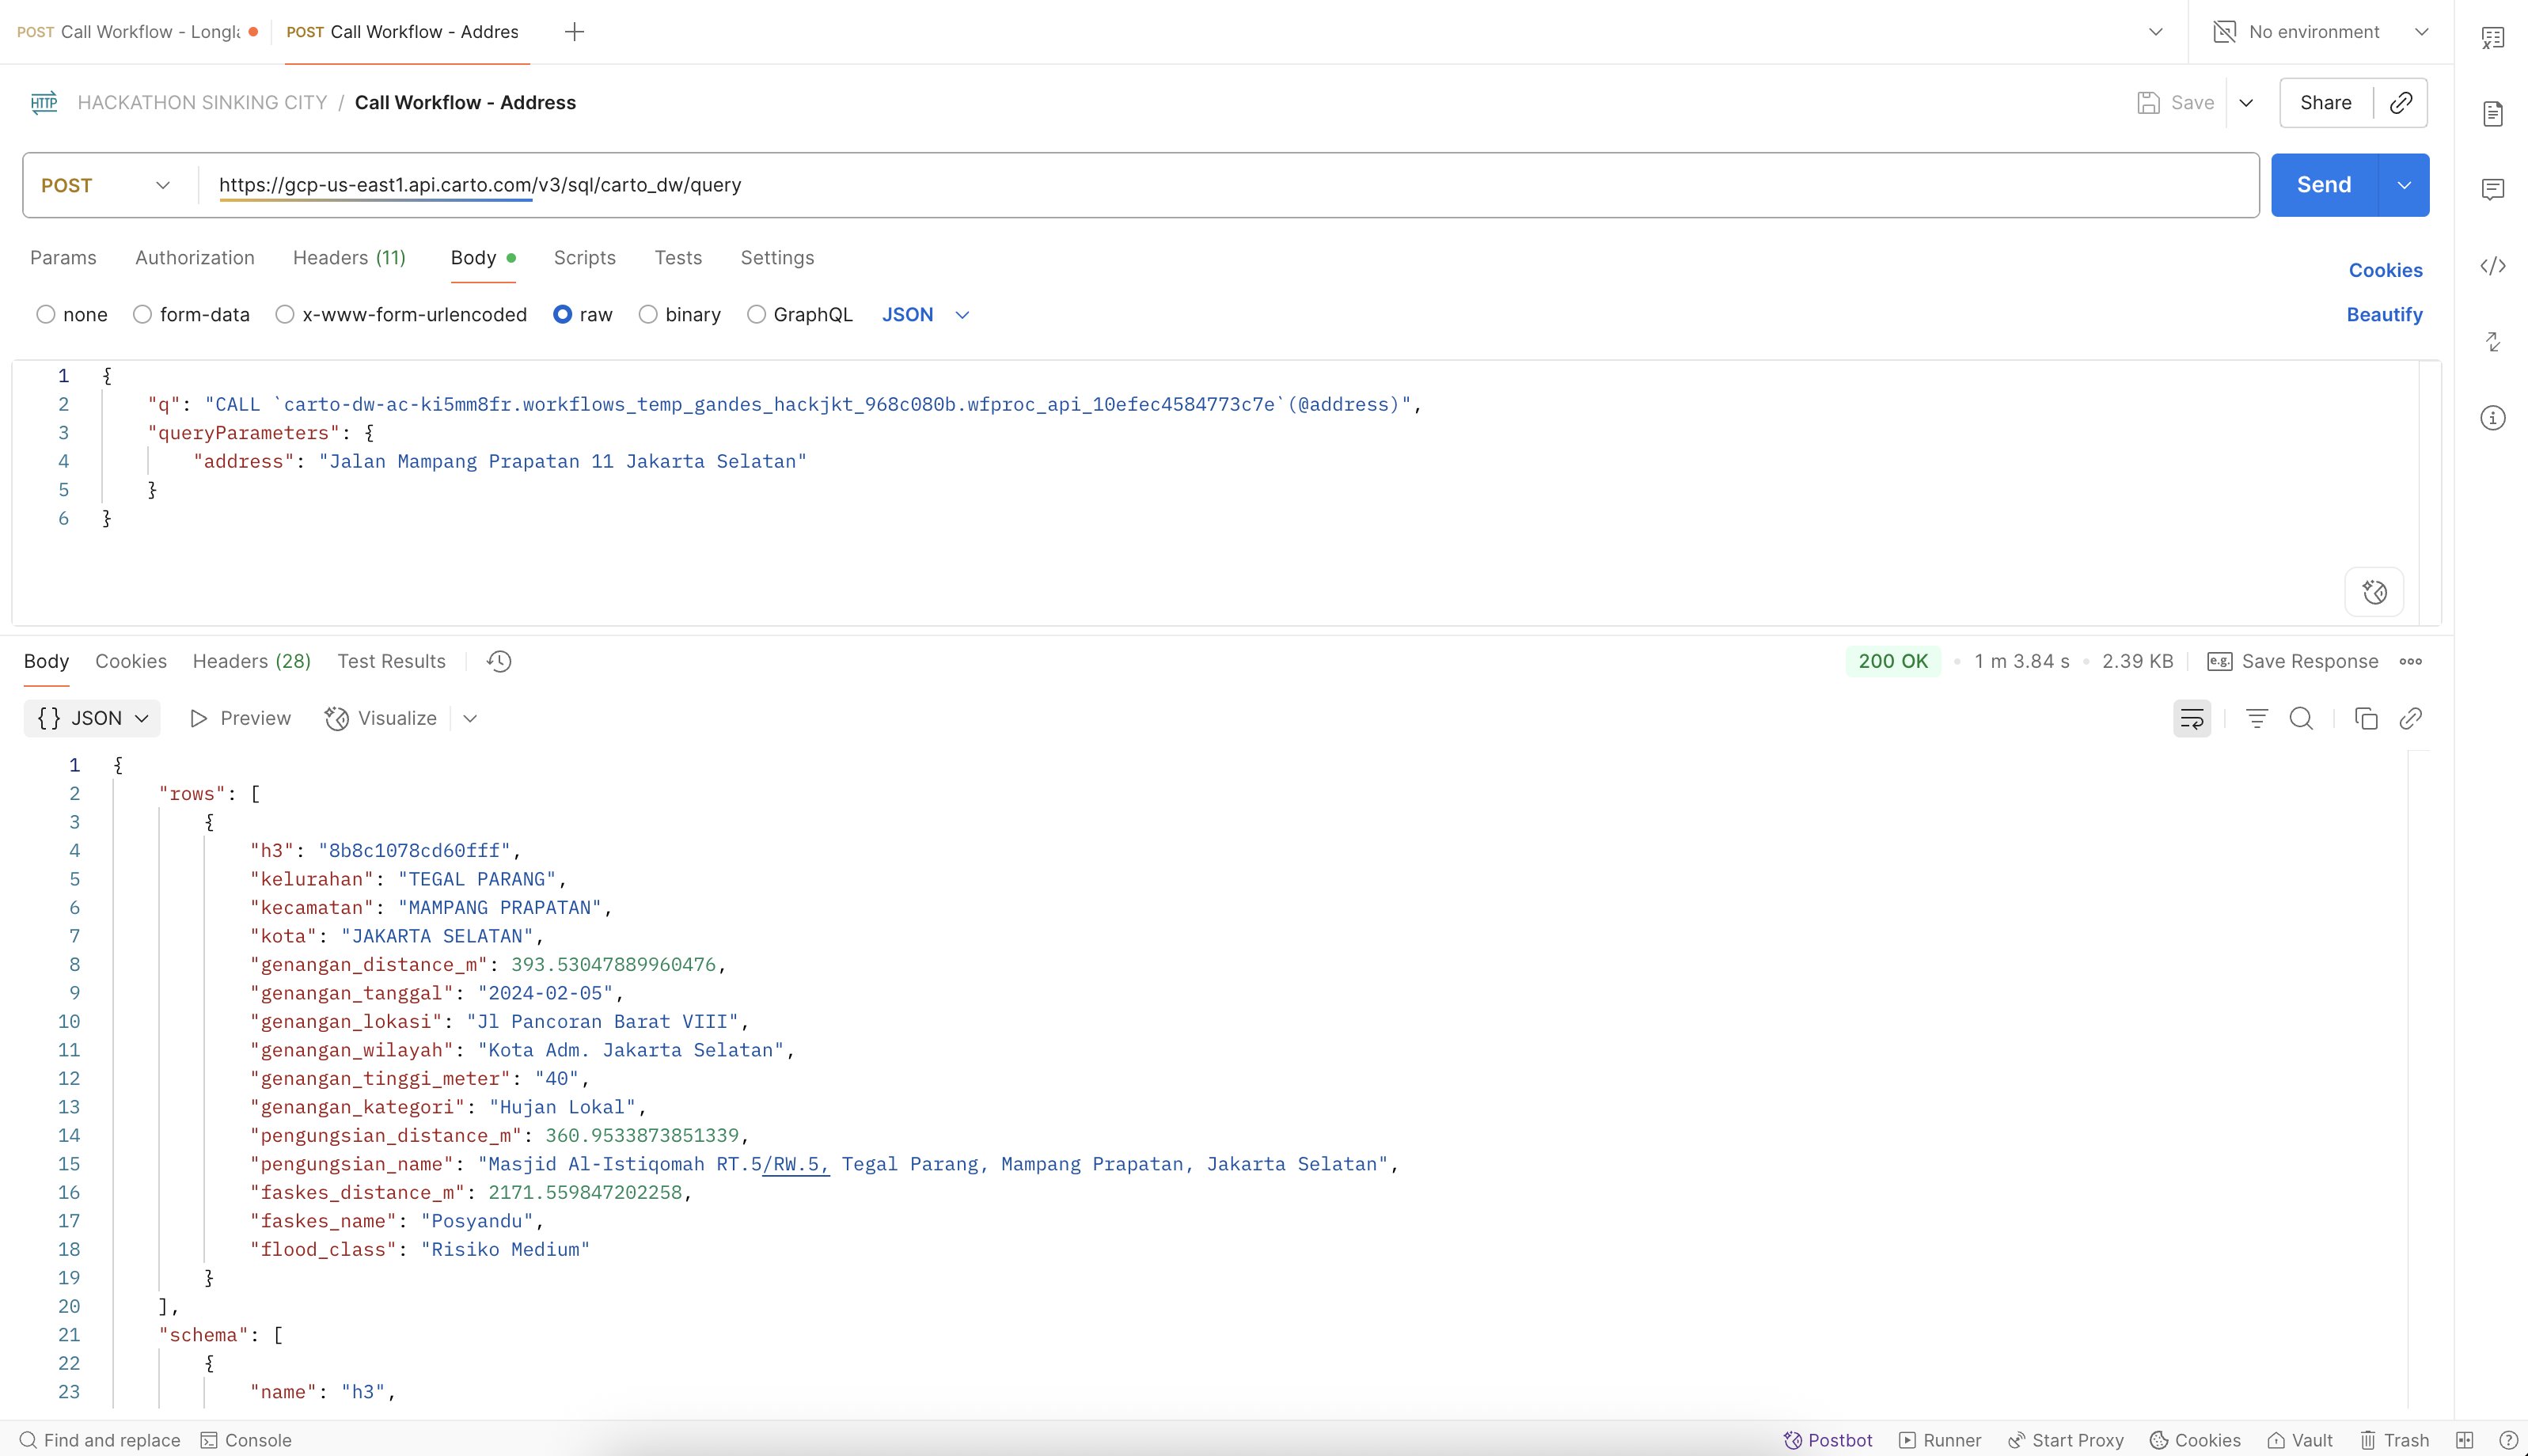 POST Call Workflow - Longl
POST Call Workflow - Addres
No environment
HTTP HACKATHON SINKING CITY / Call Workflow - Address
Save
Share
POST
https://gcp-us-east1.api.carto.com/v3/sql/carto_dw/query
Send
Params Authorization Headers (11) Body Scripts Tests Settings
Cookies
none form-data x-www-form-urlencoded raw binary GraphQL JSON
Beautify
1 {
2 "q": "CALL `carto-dw-ac-ki5mm8fr.workflows_temp_gandes_hackjkt_968c080b.wfproc_api_10efec4584773c7e`(@address)",
3 "queryParameters": {
4 "address": "Jalan Mampang Prapatan 11 Jakarta Selatan"
5 }
6 }
Body Cookies Headers (28) Test Results
200 OK 1 m 3.84 s 2.39 KB e.g. Save Response
{} JSON Preview Visualize
1 {
2 "rows": [
3 {
4 "h3": "8b8c1078cd60fff",
5 "kelurahan": "TEGAL PARANG",
6 "kecamatan": "MAMPANG PRAPATAN",
7 "kota": "JAKARTA SELATAN",
8 "genangan_distance_m": 393.53047889960476,
9 "genangan_tanggal": "2024-02-05",
10 "genangan_lokasi": "Jl Pancoran Barat VIII",
11 "genangan_wilayah": "Kota Adm. Jakarta Selatan",
12 "genangan_tinggi_meter": "40",
13 "genangan_kategori": "Hujan Lokal",
14 "pengungsian_distance_m": 360.9533873851339,
15 "pengungsian_name": "Masjid Al-Istiqomah RT.5/RW.5, Tegal Parang, Mampang Prapatan, Jakarta Selatan",
16 "faskes_distance_m": 2171.559847202258,
17 "faskes_name": "Posyandu",
18 "flood_class": "Risiko Medium"
19 }
20 ],
21 "schema": [
22 {
23 "name": "h3",
Find and replace Console
Postbot Runner Start Proxy Cookies Vault Trash